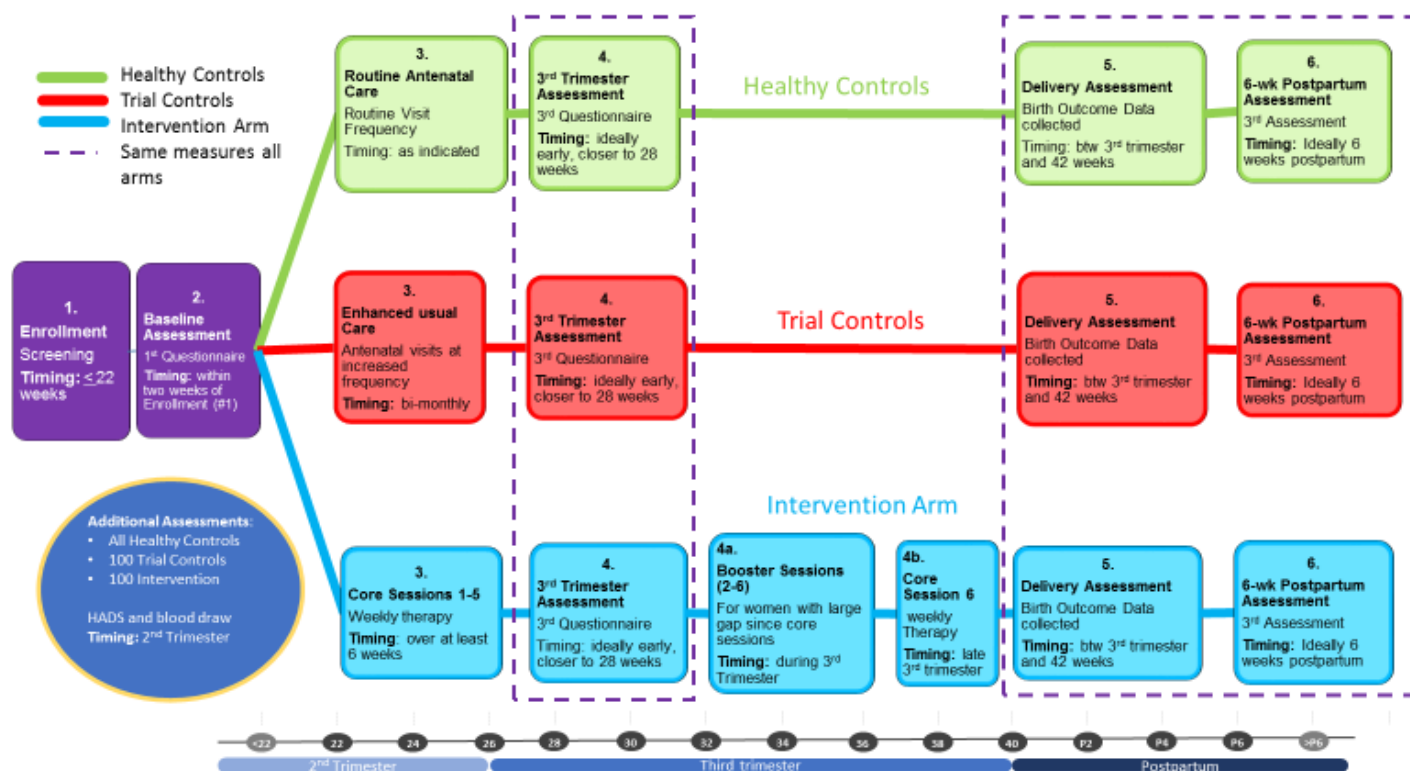 Healthy Controls
Trial Controls
Intervention Arm
Same measures all
arms
1.
Enrollment
Screening
Timing: <22
weeks
2.
Baseline
Assessment
1st Questionnaire
Timing: within
two weeks of
Enrollment (#1)
3.
Routine Antenatal
Care
Routine Visit
Frequency
Timing: as indicated
4.
3rd Trimester
Assessment
3rd Questionnaire
Timing: ideally
early, closer to 28
weeks
Healthy Controls
5.
Delivery Assessment
Birth Outcome Data
collected
Timing: btw 3rd trimester
and 42 weeks
6.
6-wk Postpartum
Assessment
3rd Assessment
Timing: Ideally 6
weeks postpartum
3.
Enhanced usual
Care
Antenatal visits at
increased
frequency
Timing: bi-monthly
4.
3rd Trimester
Assessment
3rd Questionnaire
Timing: ideally early,
closer to 28 weeks
Trial Controls
5.
Delivery Assessment
Birth Outcome Data
collected
Timing: btw 3rd trimester
and 42 weeks
6.
6-wk Postpartum
Assessment
3rd Assessment
Timing: Ideally 6
weeks postpartum
Additional Assessments:
• All Healthy Controls
• 100 Trial Controls
• 100 Intervention
HADS and blood draw
Timing: 2nd Trimester
3.
Core Sessions 1-5
Weekly therapy
Timing: over at least
6 weeks
4.
3rd Trimester
Assessment
3rd Questionnaire
Timing: ideally early,
closer to 28 weeks
Intervention Arm
4a.
Booster Sessions
(2-6)
For women with large
gap since core
sessions
Timing: during 3rd
Trimester
4b.
Core
Session 6
weekly
Therapy
Timing: late
3rd trimester
5.
Delivery Assessment
Birth Outcome Data
collected
Timing: btw 3rd trimester
and 42 weeks
6.
6-wk Postpartum
Assessment
3rd Assessment
Timing: Ideally 6
weeks postpartum
<22 22 24 26 28 30 32 34 36 38 40 P2 P4 P6 >P6
2nd Trimester Third trimester Postpartum